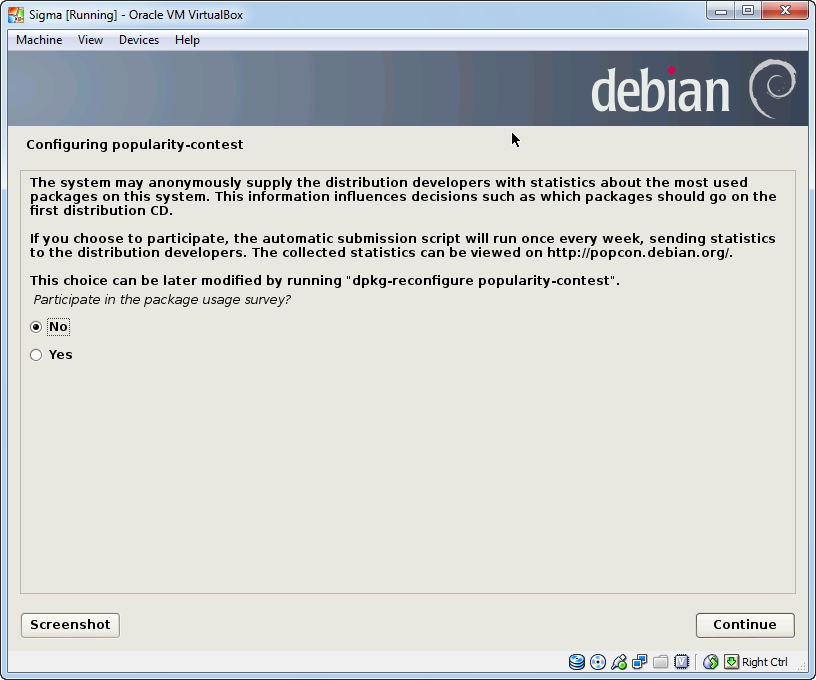 Sigma [Running] - Oracle VM VirtualBox
Machine View Devices Help
debian
Configuring popularity-contest
The system may anonymously supply the distribution developers with statistics about the most used
packages on this system. This information influences decisions such as which packages should go on the
first distribution CD.
If you choose to participate, the automatic submission script will run once every week, sending statistics
to the distribution developers. The collected statistics can be viewed on http://popcon.debian.org/.
This choice can be later modified by running "dpkg-reconfigure popularity-contest".
Participate in the package usage survey?
No
Yes
Screenshot Continue
Right Ctrl